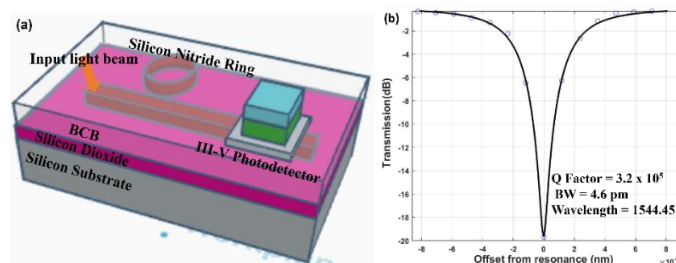 (a)
Input light beam
Silicon Nitride Ring
BCB
Silicon Dioxide
Silicon Substrate
III-V Photodetector
(b)
Transmission(dB)
-2
-4
-6
-8
-10
-12
-14
-16
-18
-20
Q Factor = 3.2 x 10⁵
BW = 4.6 pm
Wavelength = 1544.45
-8 -6 -4 -2 0 2 4 6 8
Offset from resonance (nm)